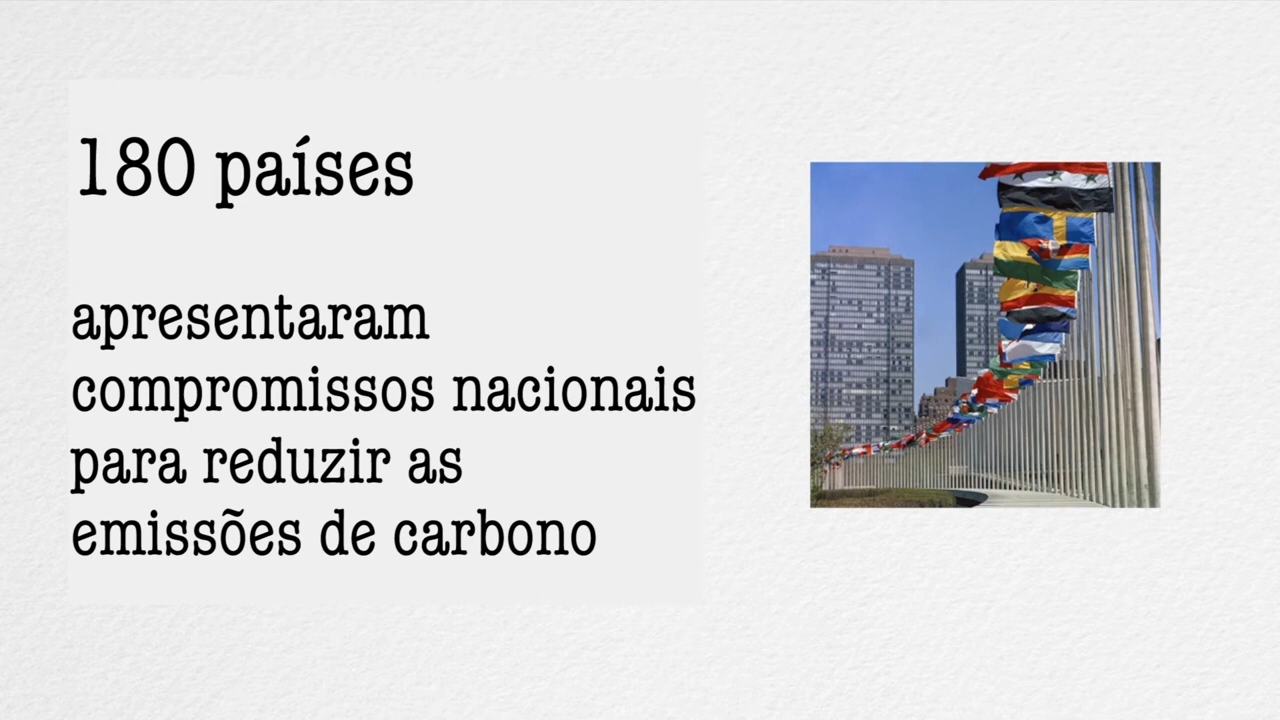 180 países
apresentaram
compromissos nacionais
para reduzir as
emissões de carbono